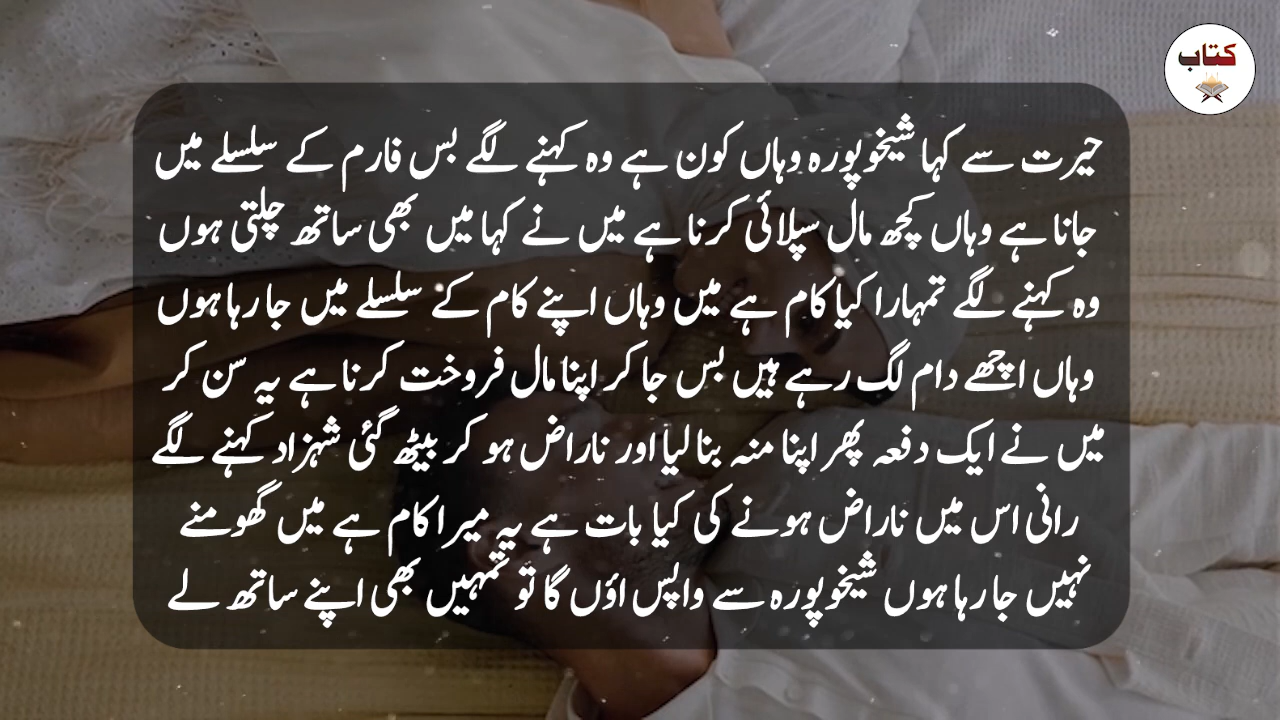 کتاب
حیرت سے کہا شیخوپورہ وہاں کون ہے وہ کہنے لگے بس فارم کے سلسلے میں
جانا ہے وہاں کچھ مال سپلائی کرنا ہے میں نے کہا میں بھی ساتھ چلتی ہوں
وہ کہنے لگے تمہارا کیا کام ہے میں وہاں اپنے کام کے سلسلے میں جا رہا ہوں
وہاں اچھے دام لگ رہے ہیں بس جا کر اپنا مال فروخت کرنا ہے یہ سن کر
میں نے ایک دفعہ پھر اپنا منہ بنا لیا اور ناراض ہو کر بیٹھ گئی شہزاد کہنے لگے
رانی اس میں ناراض ہونے کی کیا بات ہے یہ میرا کام ہے میں گھومنے
نہیں جا رہا ہوں شیخوپورہ سے واپس اؤں گا تو تمہیں بھی اپنے ساتھ لے